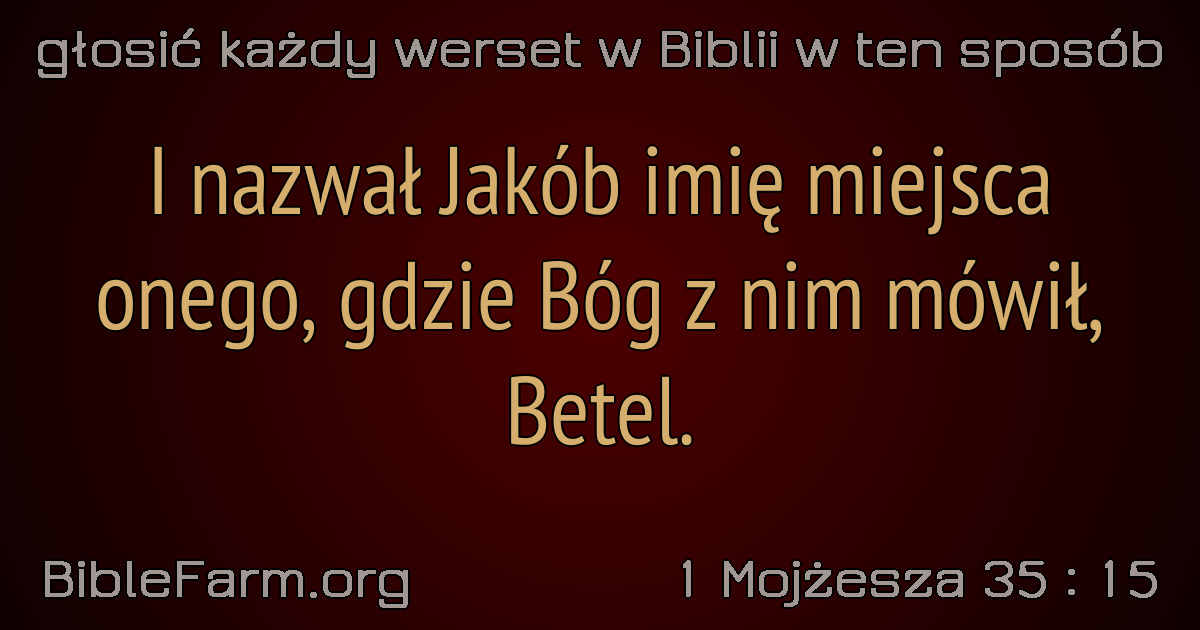 głosić każdy werset w Biblii w ten sposób
I nazwał Jakób imię miejsca
onego, gdzie Bóg z nim mówił,
Betel.
BibleFarm.org
1 Mojżesza 35 : 15